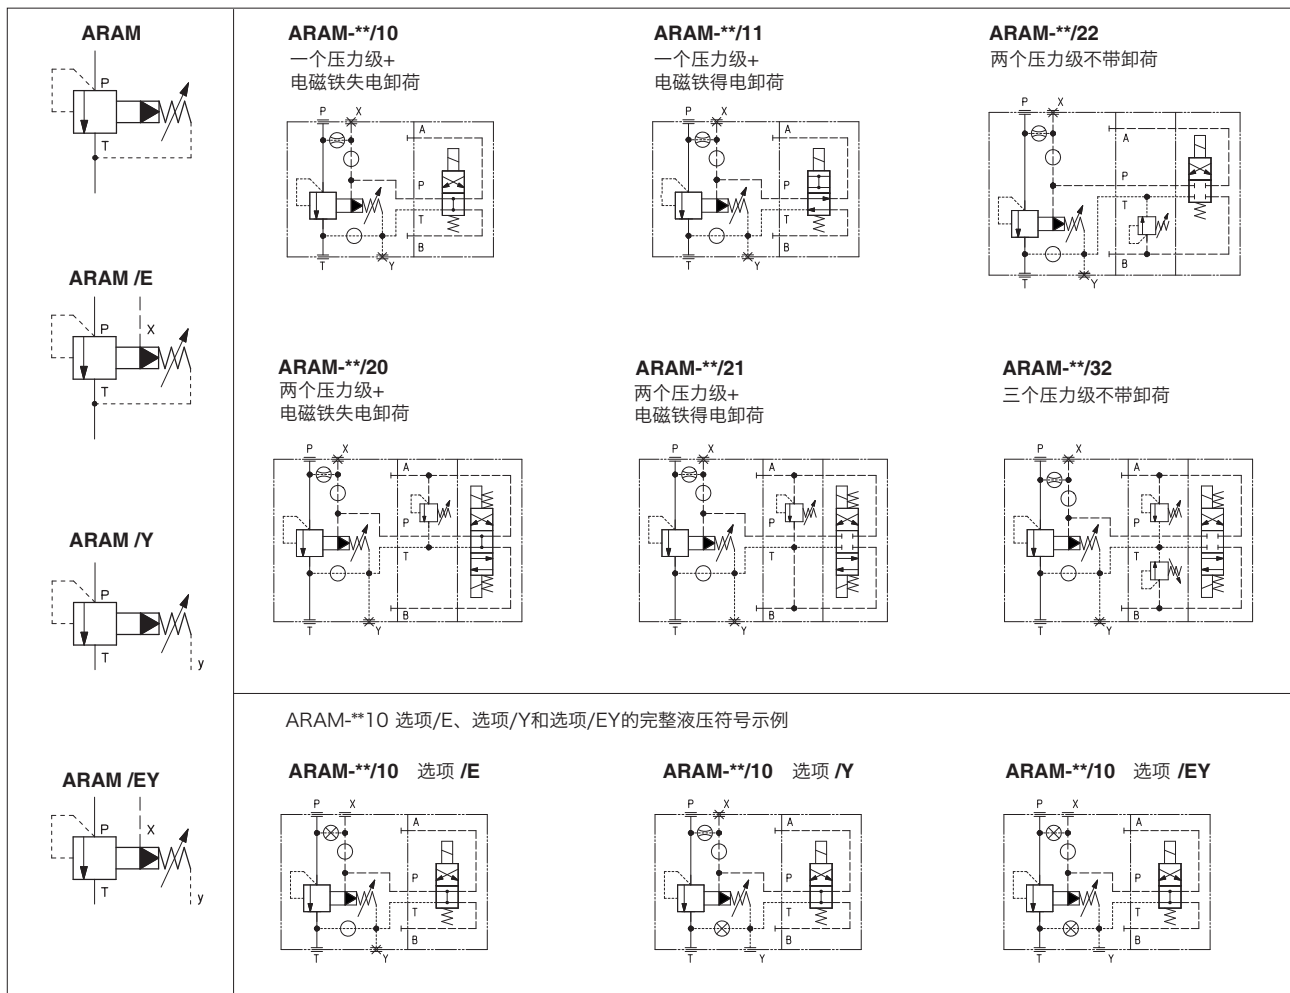 ARAM
P
T
ARAM /E
P
X
T
ARAM /Y
P
T
y
ARAM /EY
P
X
T
y
ARAM-**/10
一个压力级+
电磁铁失电卸荷
P
X
A
P
T
B
T
Y
ARAM-**/11
一个压力级+
电磁铁得电卸荷
P
X
A
P
T
B
T
Y
ARAM-**/22
两个压力级不带卸荷
P
X
A
P
T
B
T
Y
ARAM-**/20
两个压力级+
电磁铁失电卸荷
P
X
A
P
T
B
T
Y
ARAM-**/21
两个压力级+
电磁铁得电卸荷
P
X
A
P
T
B
T
Y
ARAM-**/32
三个压力级不带卸荷
P
X
A
P
T
B
T
Y
ARAM-**10 选项/E、选项/Y和选项/EY的完整液压符号示例
ARAM-**/10 选项 /E
P
X
A
P
T
B
T
Y
ARAM-**/10 选项 /Y
P
X
A
P
T
B
T
Y
ARAM-**/10 选项 /EY
P
X
A
P
T
B
T
Y